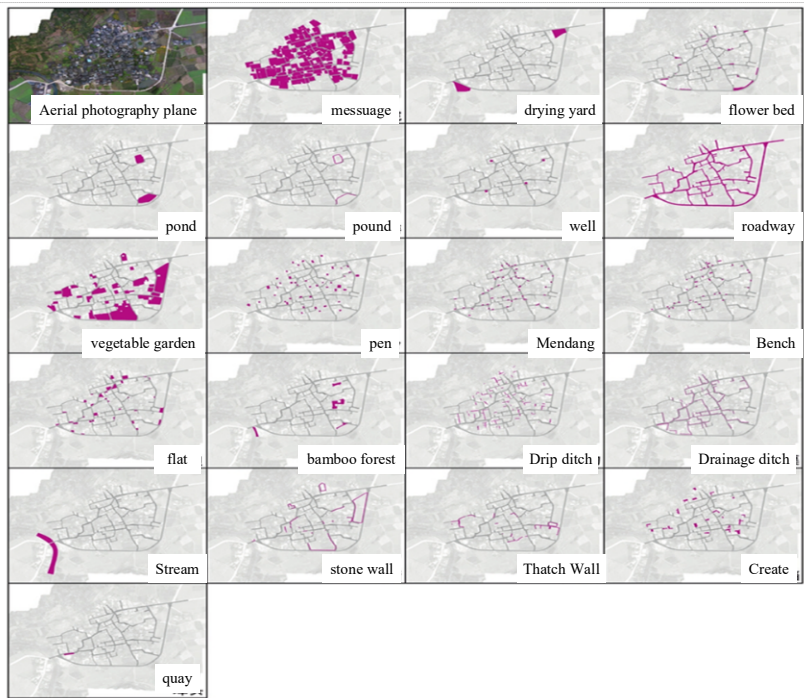 Aerial photography plane
messuage
drying yard
flower bed
pond
pound
well
roadway
vegetable garden
pen
Mendang
Bench
flat
bamboo forest
Drip ditch
Drainage ditch
Stream
stone wall
Thatch Wall
Create
quay